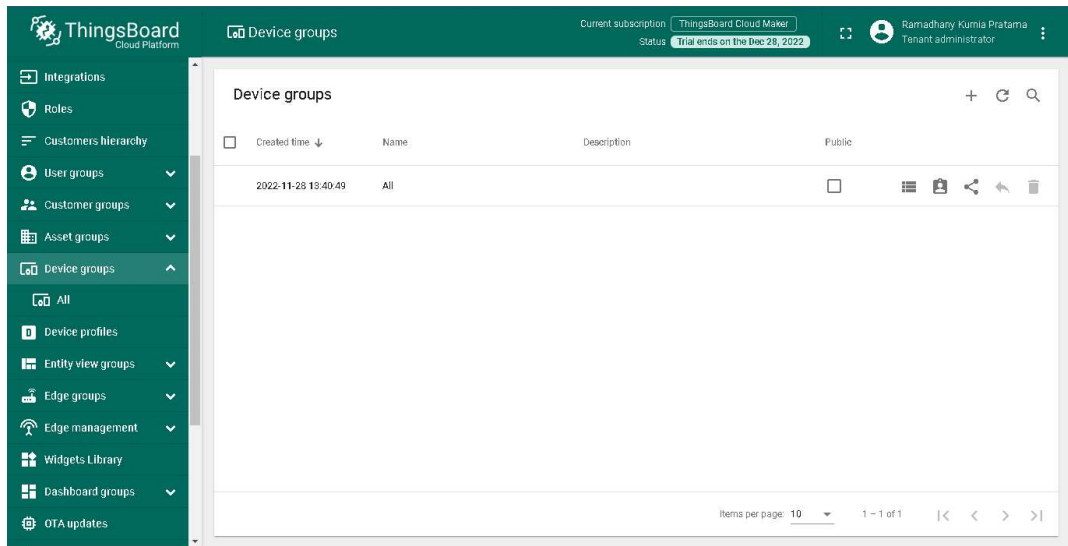 ThingsBoard
Cloud Platform
Device groups
Current subscription ThingsBoard Cloud Maker
Status Trial ends on the Dec 28, 2022
Ramadhany Kurnia Pratama
Tenant administrator
Integrations
Roles
Customers hierarchy
User groups
Customer groups
Asset groups
Device groups
All
Device profiles
Entity view groups
Edge groups
Edge management
Widgets Library
Dashboard groups
OTA updates
Device groups
Created time Name Description Public
2022-11-28 13:40:49 All
Items per page: 10 1 – 1 of 1